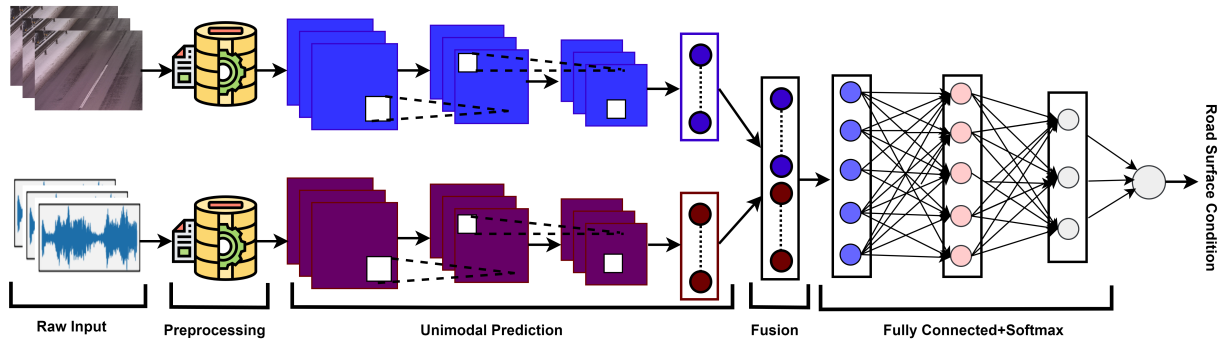 Raw Input
Preprocessing
Unimodal Prediction
Fusion
Fully Connected+Softmax
Road Surface Condition